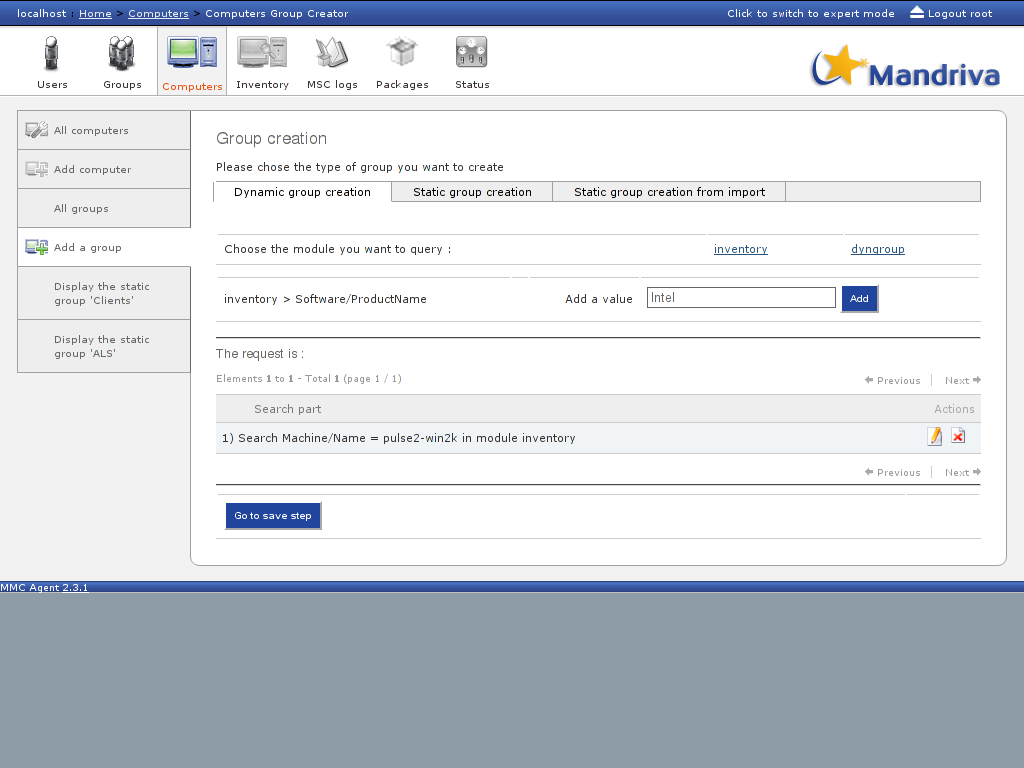 localhost : Home > Computers > Computers Group Creator Click to switch to expert mode Logout root
Users Groups Computers Inventory MSC logs Packages Status
Mandriva
All computers
Add computer
All groups
Add a group
Display the static
group 'Clients'
Display the static
group 'ALS'
Group creation
Please chose the type of group you want to create
Dynamic group creation Static group creation Static group creation from import
Choose the module you want to query : inventory dyngroup
inventory > Software/ProductName Add a value Intel Add
The request is :
Elements 1 to 1 - Total 1 (page 1 / 1)
Previous | Next
Search part Actions
1) Search Machine/Name = pulse2-win2k in module inventory
Previous | Next
Go to save step
MMC Agent 2.3.1